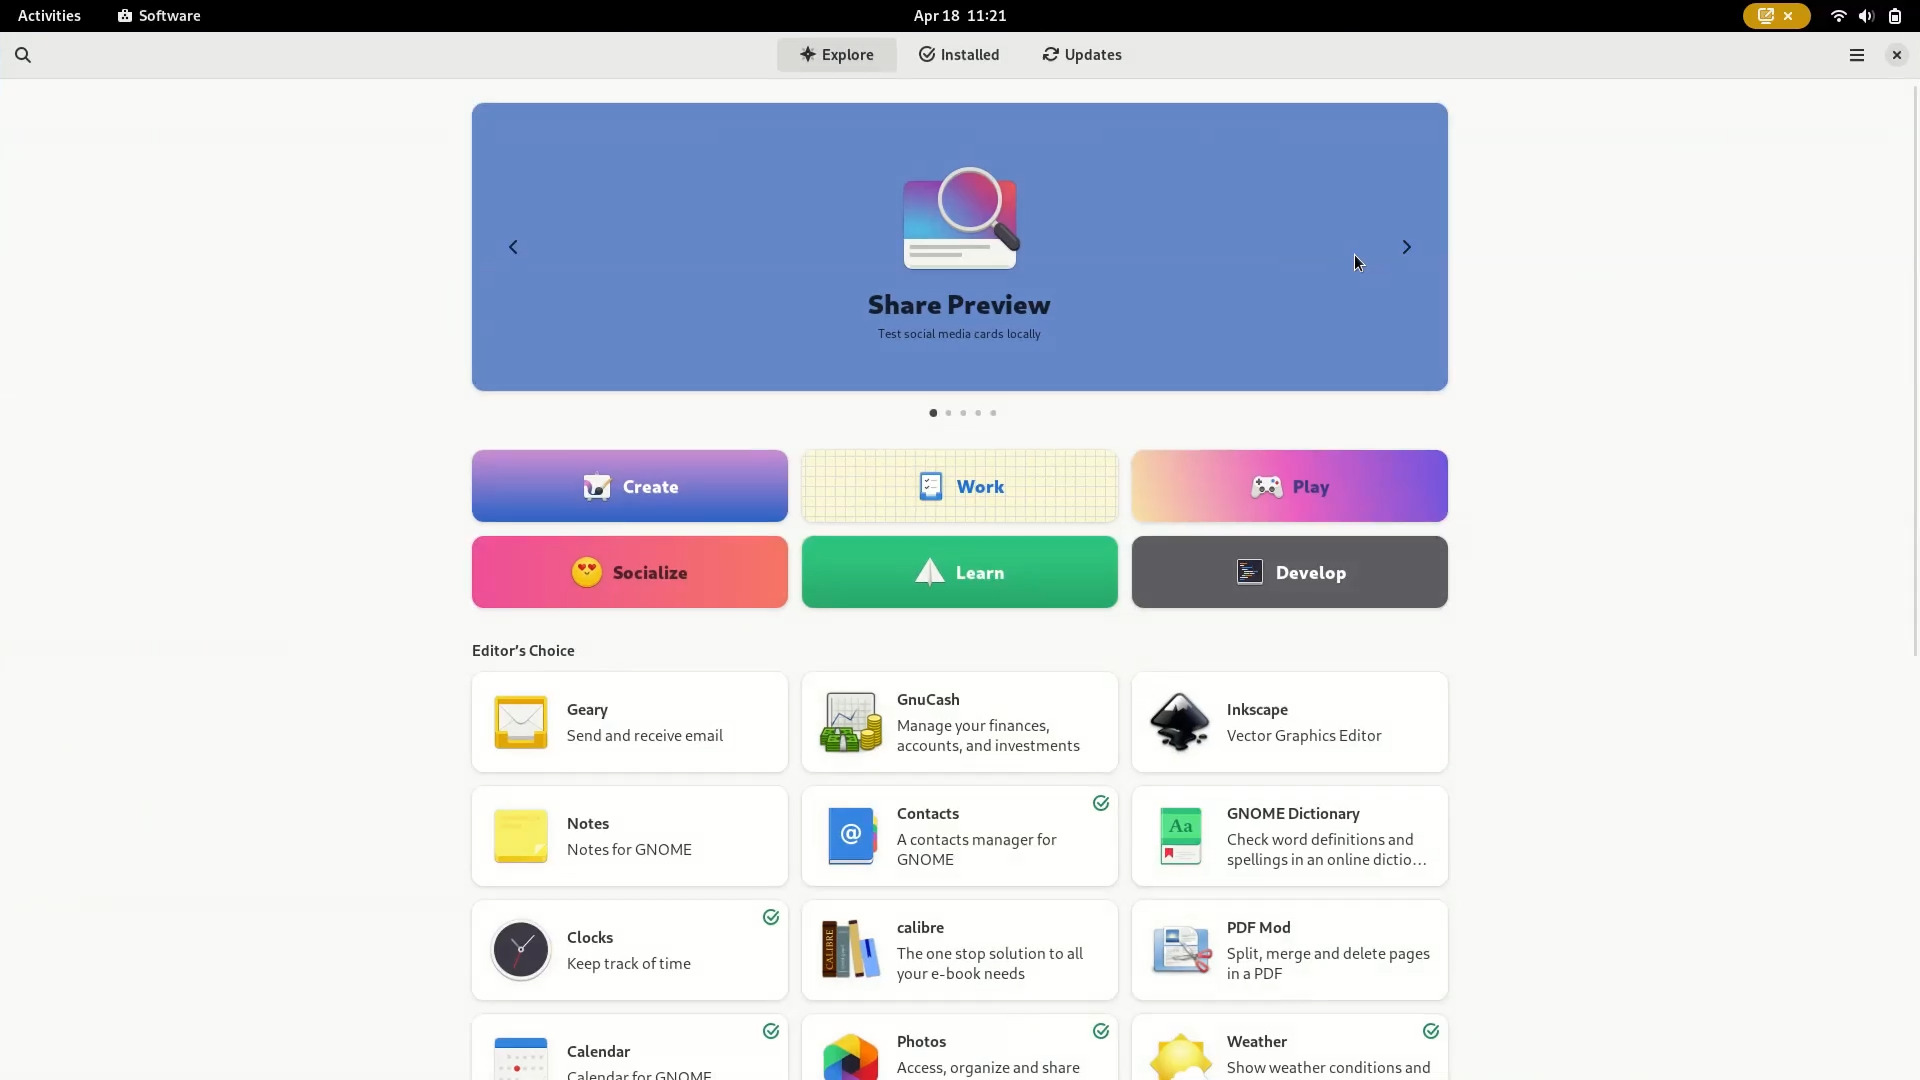 Activities
Software
Apr 18 11:21
Explore
Installed
Updates
Share Preview
Test social media cards locally
Create
Work
Play
Socialize
Learn
Develop
Editor’s Choice
Geary
Send and receive email
GnuCash
Manage your finances,
accounts, and investments
Inkscape
Vector Graphics Editor
Notes
Notes for GNOME
@
Contacts
A contacts manager for
GNOME
Aa
GNOME Dictionary
Check word definitions and
spellings in an online dictio…
Clocks
Keep track of time
CALIBRE
calibre
The one stop solution to all
your e-book needs
PDF Mod
Split, merge and delete pages
in a PDF
Calendar
Calendar for GNOME
Photos
Access, organize and share
Weather
Show weather conditions and